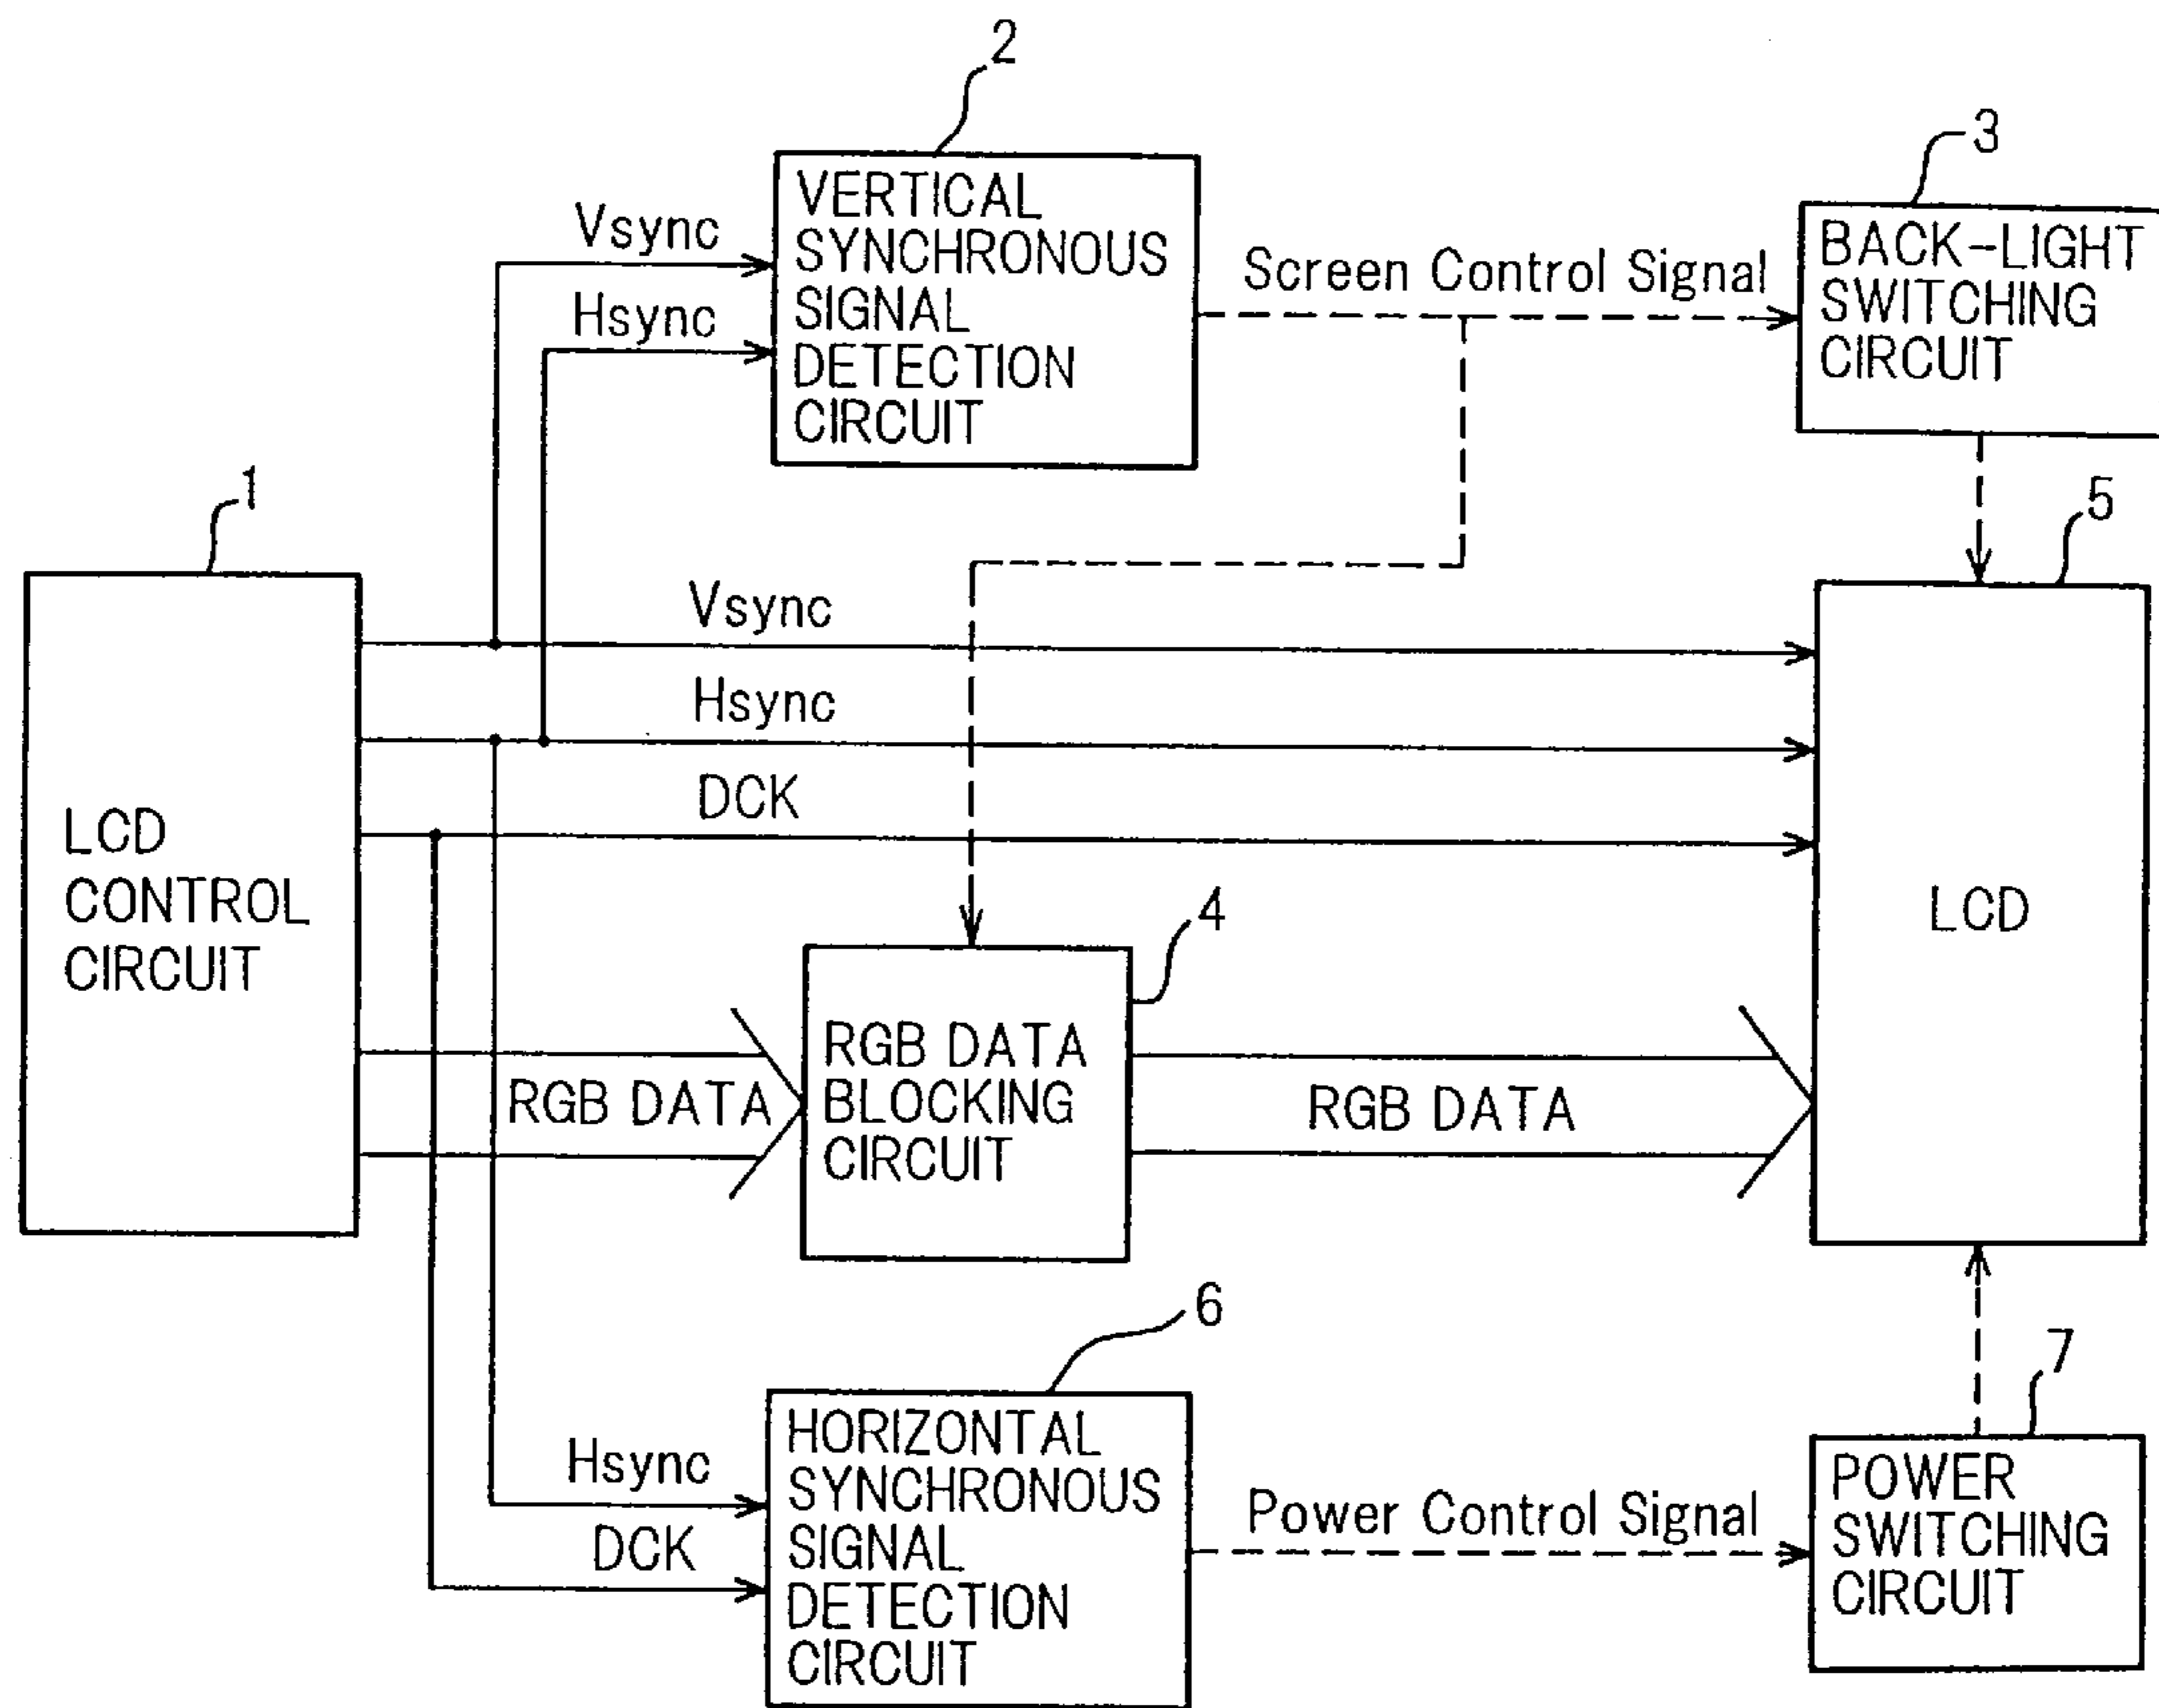 2
VERTICAL
SYNCHRONOUS
SIGNAL
DETECTION
CIRCUIT
Vsync
Hsync
Screen Control Signal
3
BACK-LIGHT
SWITCHING
CIRCUIT
1
LCD
CONTROL
CIRCUIT
Vsync
Hsync
DCK
5
LCD
4
RGB DATA
RGB DATA
BLOCKING
CIRCUIT
RGB DATA
6
Hsync
DCK
HORIZONTAL
SYNCHRONOUS
SIGNAL
DETECTION
CIRCUIT
Power Control Signal
7
POWER
SWITCHING
CIRCUIT